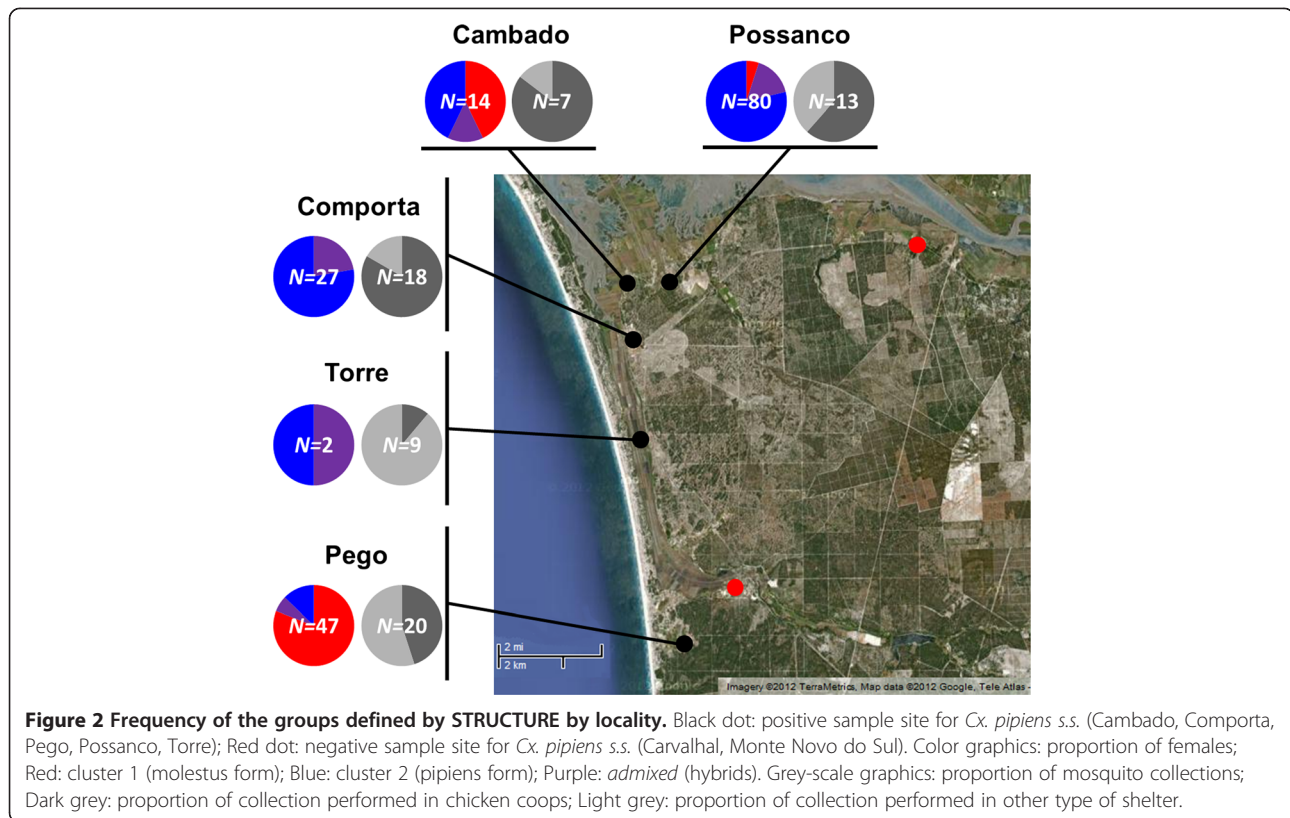 Cambado
Possanco
N=14
N=7
N=80
N=13
Comporta
N=27
N=18
Torre
N=2
N=9
Pego
N=47
N=20
2 mi
2 km
Imagery ©2012 TerraMetrics, Map data ©2012 Google, Tele Atlas -
Figure 2 Frequency of the groups defined by STRUCTURE by locality. Black dot: positive sample site for Cx. pipiens s.s. (Cambado, Comporta,
Pego, Possanco, Torre); Red dot: negative sample site for Cx. pipiens s.s. (Carvalhal, Monte Novo do Sul). Color graphics: proportion of females;
Red: cluster 1 (molestus form); Blue: cluster 2 (pipiens form); Purple: admixed (hybrids). Grey-scale graphics: proportion of mosquito collections;
Dark grey: proportion of collection performed in chicken coops; Light grey: proportion of collection performed in other type of shelter.